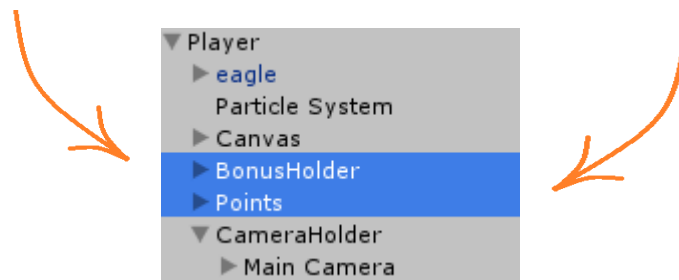 Player
eagle
Particle System
Canvas
BonusHolder
Points
CameraHolder
Main Camera